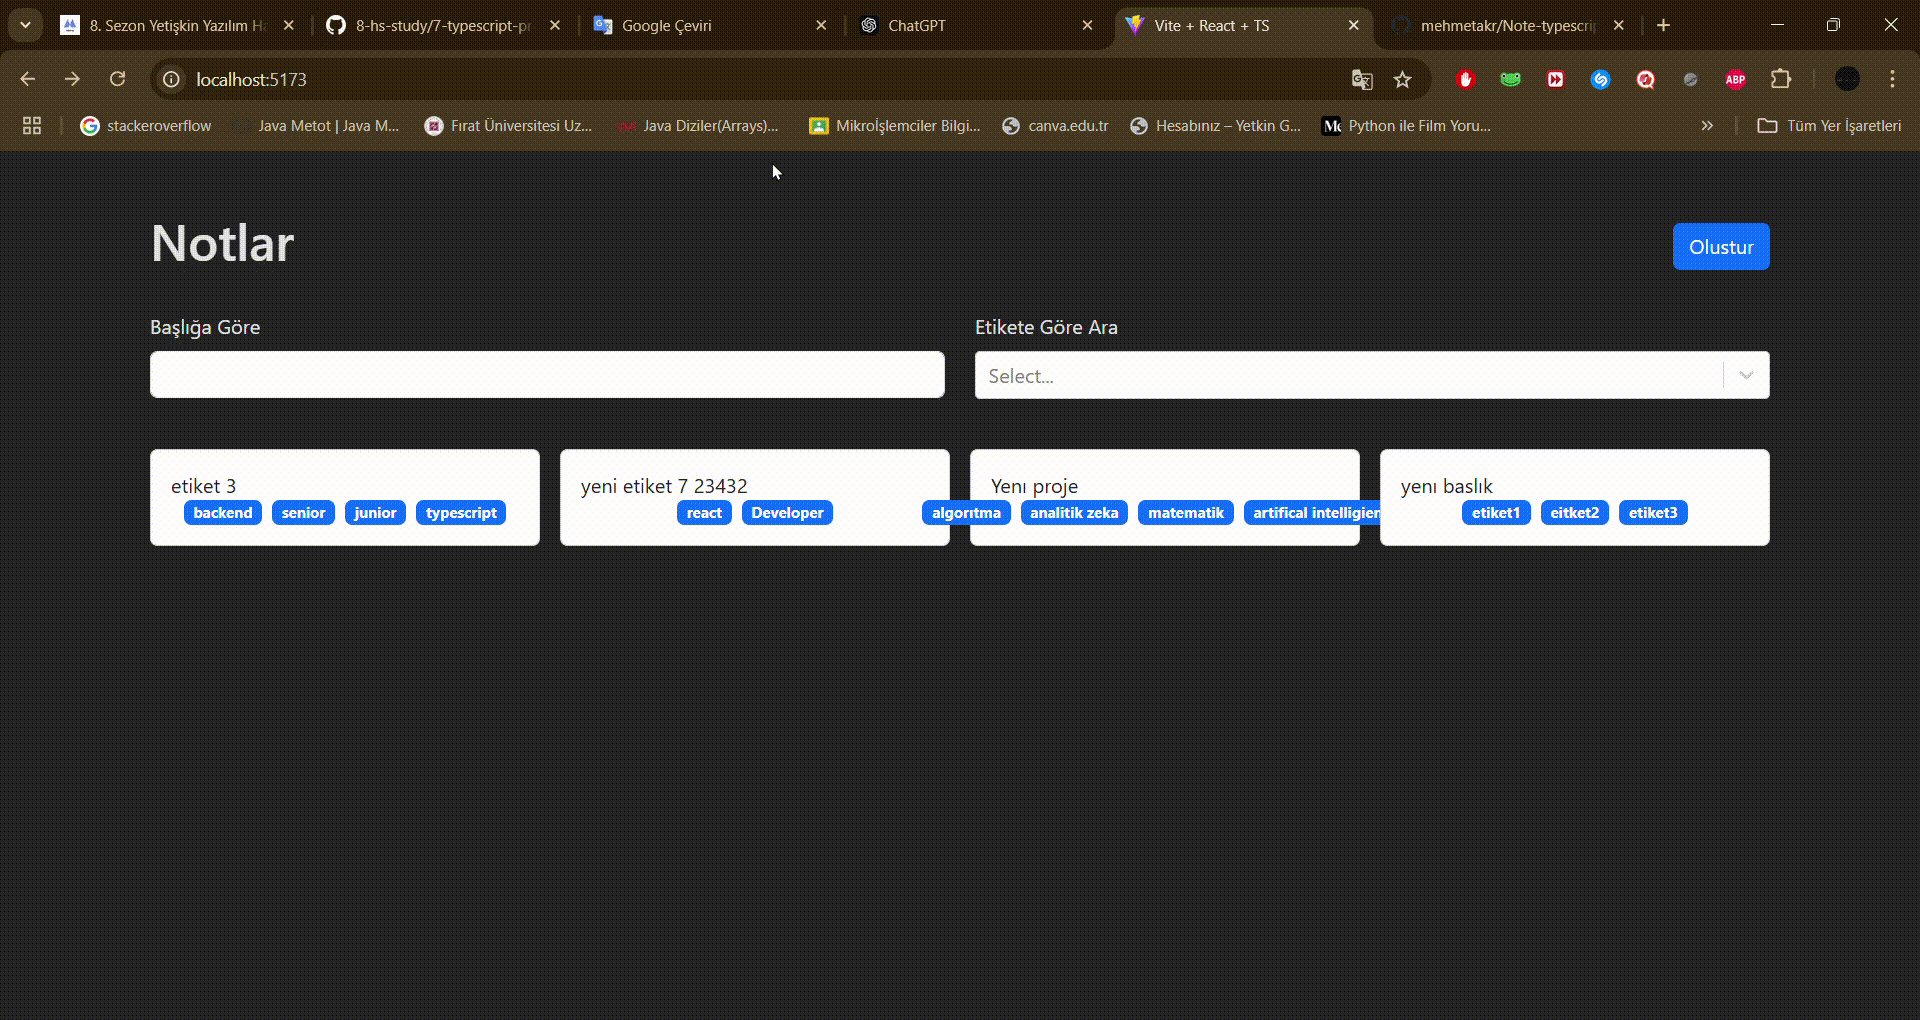 8. Sezon Yetişkin Yazılım Ha
8-hs-study/7-typescript-pr
Google Çeviri
ChatGPT
Vite + React + TS
mehmetakr/Note-typescrip
localhost:5173
ABP
stackeroverflow
Java Metot | Java M...
Fırat Üniversitesi Uz...
Java Diziler(Arrays)...
Mikroİşlemciler Bilgi...
canva.edu.tr
Hesabınız – Yetkin G...
Python ile Film Yoru...
Tüm Yer İşaretleri
Notlar
Olustur
Başlığa Göre
Etikete Göre Ara
Select...
etiket 3
backend senior junior typescript
yeni etiket 7 23432
react Developer
Yenı proje
algorıtma analitik zeka matematik artifical intelligien
yenı baslık
etiket1 eitket2 etiket3